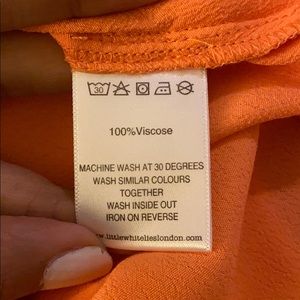 30
100%Viscose
MACHINE WASH AT 30 DEGREES
WASH SIMILAR COLOURS
TOGETHER
WASH INSIDE OUT
IRON ON REVERSE
www.littlewhitelieslondon.com